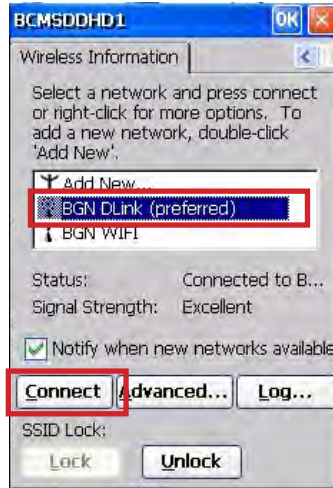 BCMSDDHD1 OK
Wireless Information
Select a network and press connect
or right-click for more options. To
add a new network, double-click
'Add New'.
Add New...
BGN DLink (preferred)
BGN WIFI
Status: Connected to B...
Signal Strength: Excellent
Notify when new networks available
Connect Advanced... Log...
SSID Lock:
Lock Unlock